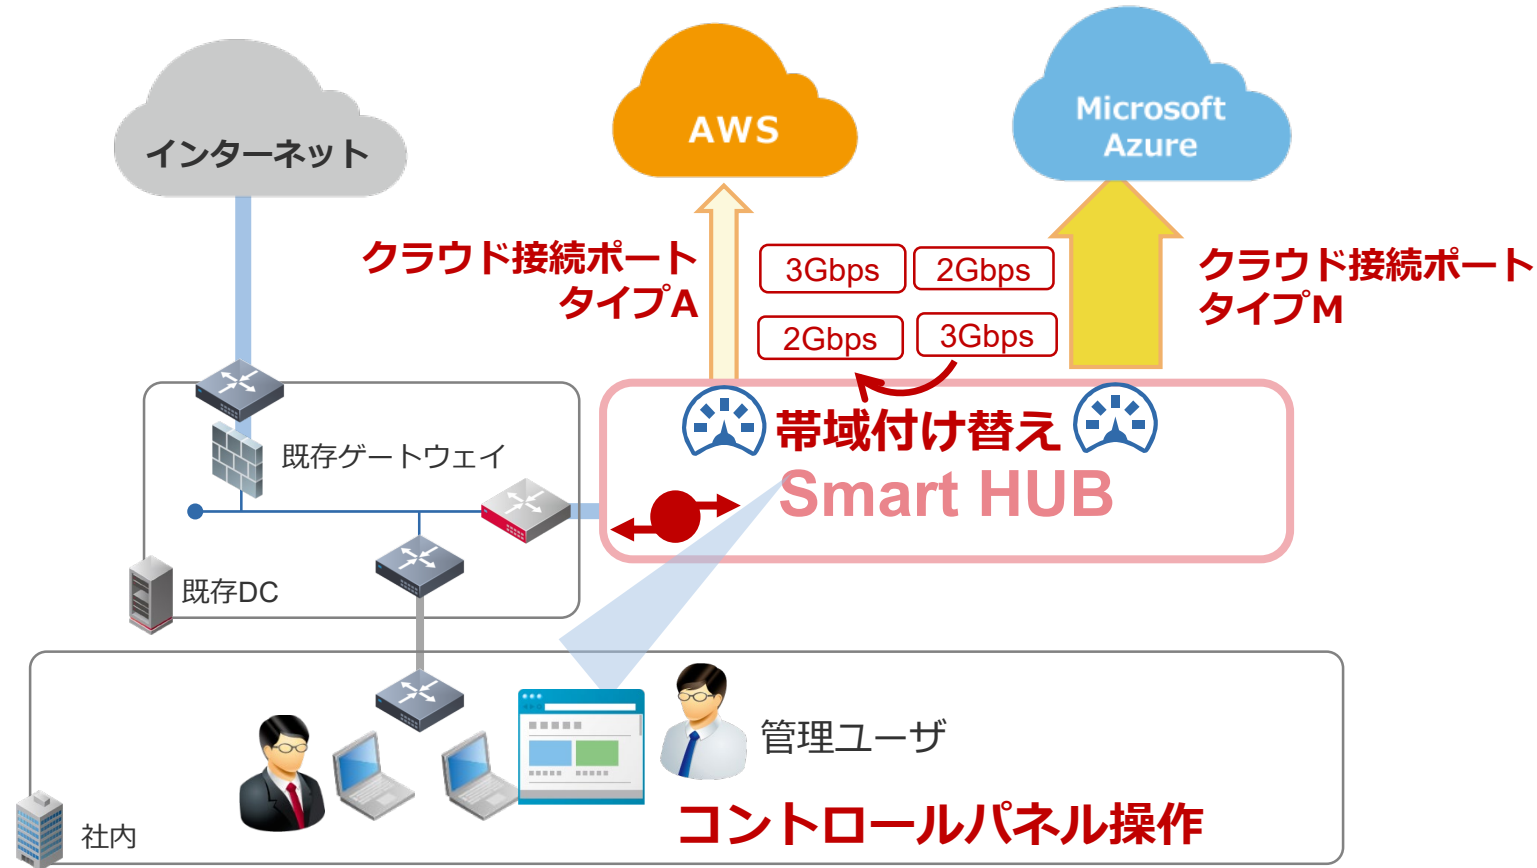 インターネット
AWS
Microsoft
Azure
クラウド接続ポート
タイプA
3Gbps
2Gbps
2Gbps
3Gbps
クラウド接続ポート
タイプM
帯域付け替え
Smart HUB
既存ゲートウェイ
既存DC
管理ユーザ
コントロールパネル操作
社内